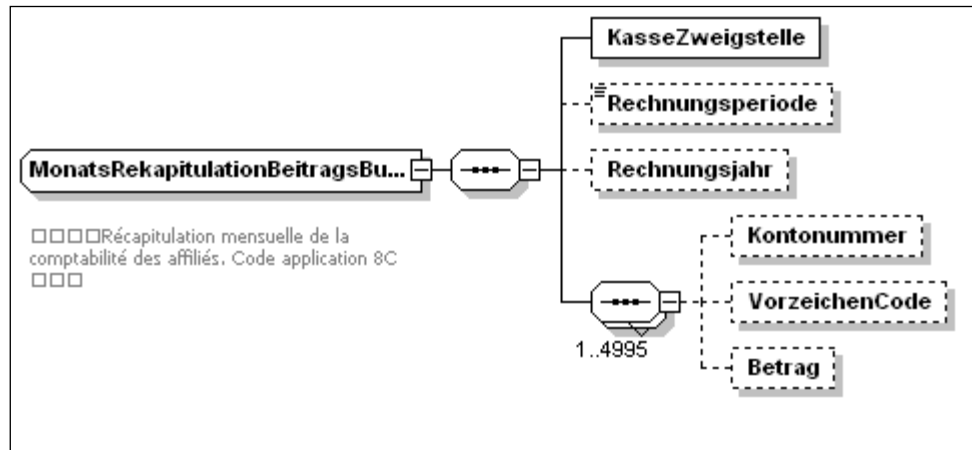 KasseZweigstelle
Rechnungsperiode
MonatsRekapitulationBeitragsBu...
Rechnungsjahr
Récapitulation mensuelle de la
comptabilité des affiliés. Code application 8C
Kontonummer
VorzeichenCode
1..4995
Betrag